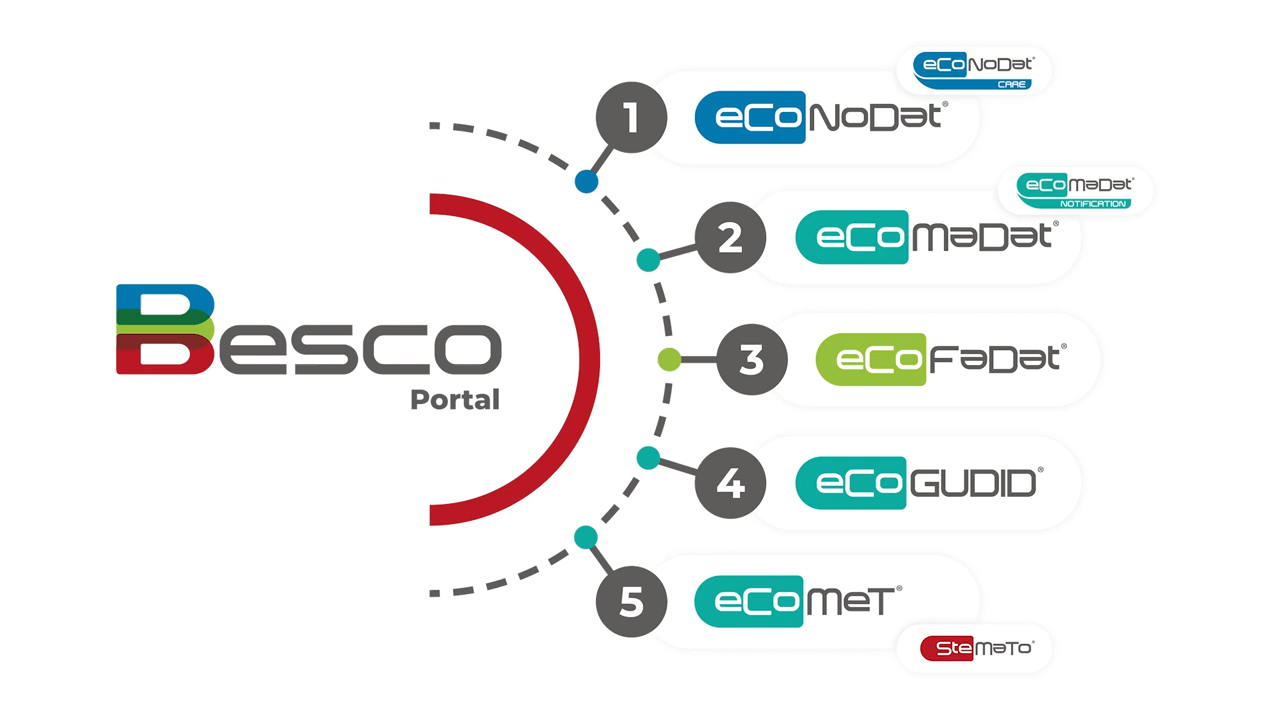 Besco
Portal
1
eCoNoDat®
eCoNoDat®
CARE
2
eComaDat®
eComaDat®
NOTIFICATION
3
eCoFaDat®
4
eCoGUDID®
5
eComeT®
Stemato®